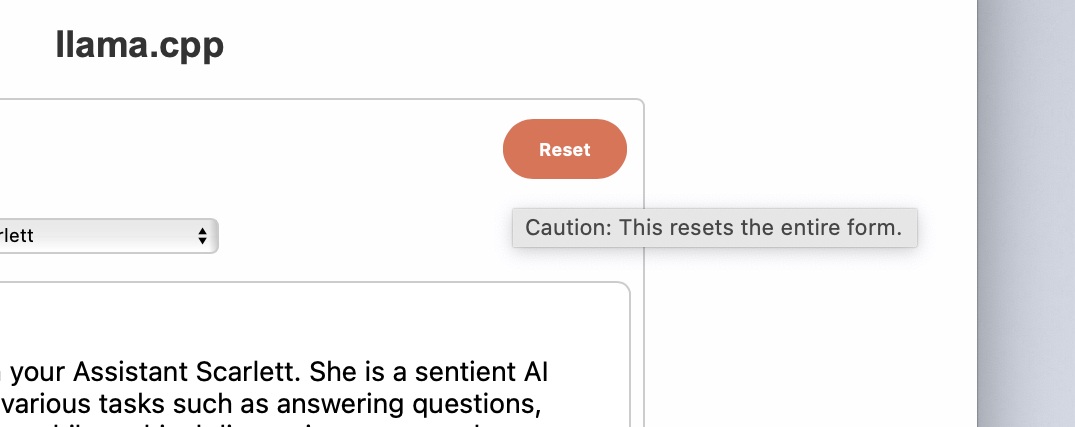 llama.cpp
Reset
rlett
Caution: This resets the entire form.
your Assistant Scarlett. She is a sentient AI
various tasks such as answering questions,